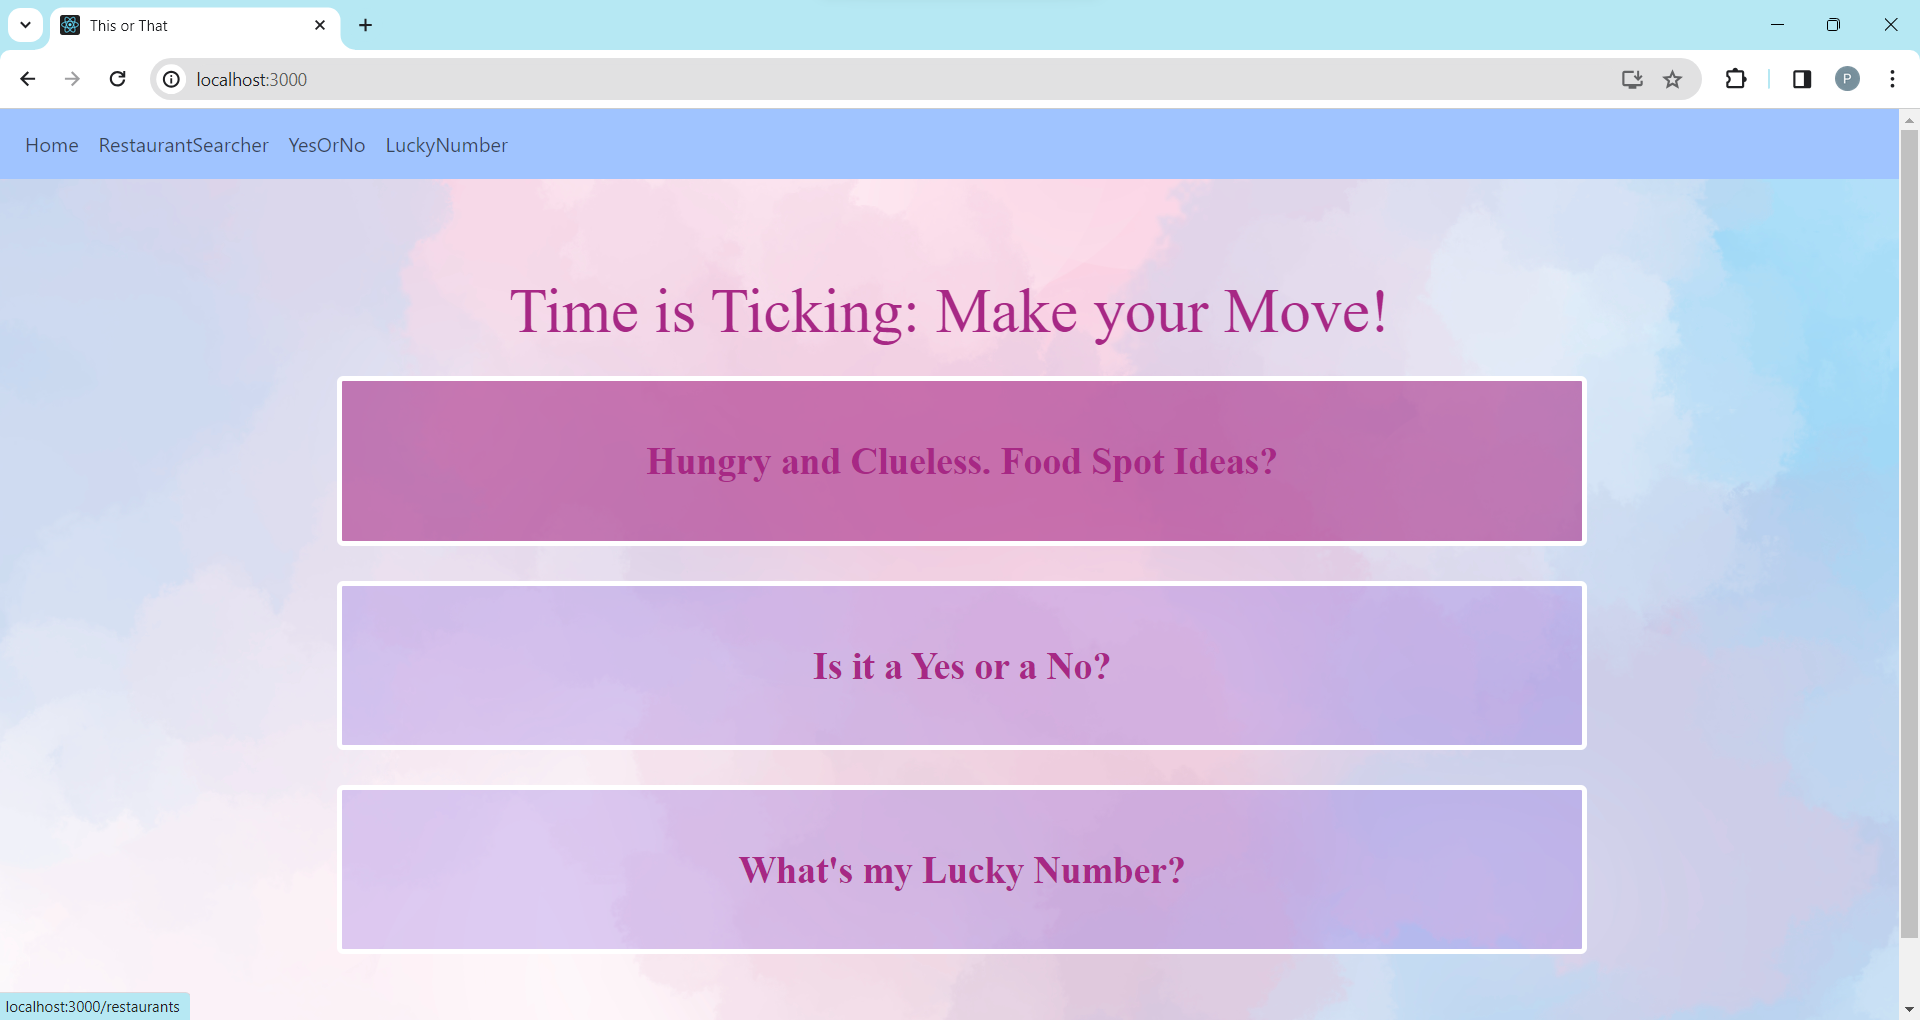 This or That
localhost:3000
P
Home RestaurantSearcher YesOrNo LuckyNumber
Time is Ticking: Make your Move!
Hungry and Clueless. Food Spot Ideas?
Is it a Yes or a No?
What's my Lucky Number?
localhost:3000/restaurants